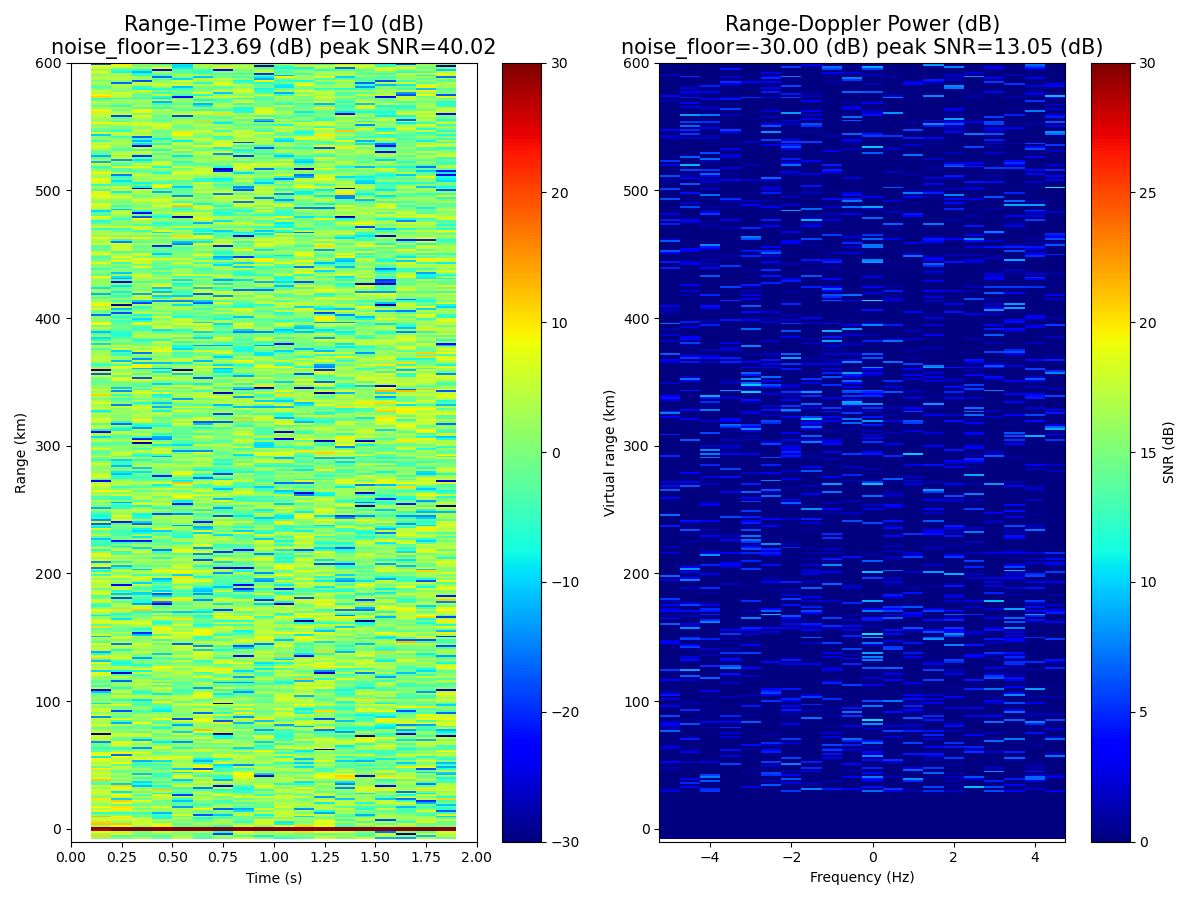 Range-Time Power f=10 (dB)
noise_floor=-123.69 (dB) peak SNR=40.02
600
500
400
300
200
100
0
Range (km)
0.00 0.25 0.50 0.75 1.00 1.25 1.50 1.75 2.00
Time (s)
30
20
10
0
−10
−20
−30
Range-Doppler Power (dB)
noise_floor=-30.00 (dB) peak SNR=13.05 (dB)
600
500
400
300
200
100
0
Virtual range (km)
−4 −2 0 2 4
Frequency (Hz)
30
25
20
15
10
5
0
SNR (dB)